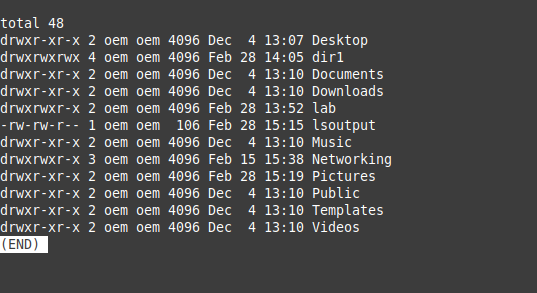 total 48
drwxr-xr-x 2 oem oem 4096 Dec  4 13:07 Desktop
drwxrwxrwx 4 oem oem 4096 Feb 28 14:05 dir1
drwxr-xr-x 2 oem oem 4096 Dec  4 13:10 Documents
drwxr-xr-x 2 oem oem 4096 Dec  4 13:10 Downloads
drwxrwxr-x 2 oem oem 4096 Feb 28 13:52 lab
-rw-rw-r-- 1 oem oem  106 Feb 28 15:15 lsoutput
drwxr-xr-x 2 oem oem 4096 Dec  4 13:10 Music
drwxrwxr-x 3 oem oem 4096 Feb 15 15:38 Networking
drwxr-xr-x 2 oem oem 4096 Feb 28 15:19 Pictures
drwxr-xr-x 2 oem oem 4096 Dec  4 13:10 Public
drwxr-xr-x 2 oem oem 4096 Dec  4 13:10 Templates
drwxr-xr-x 2 oem oem 4096 Dec  4 13:10 Videos
(END)